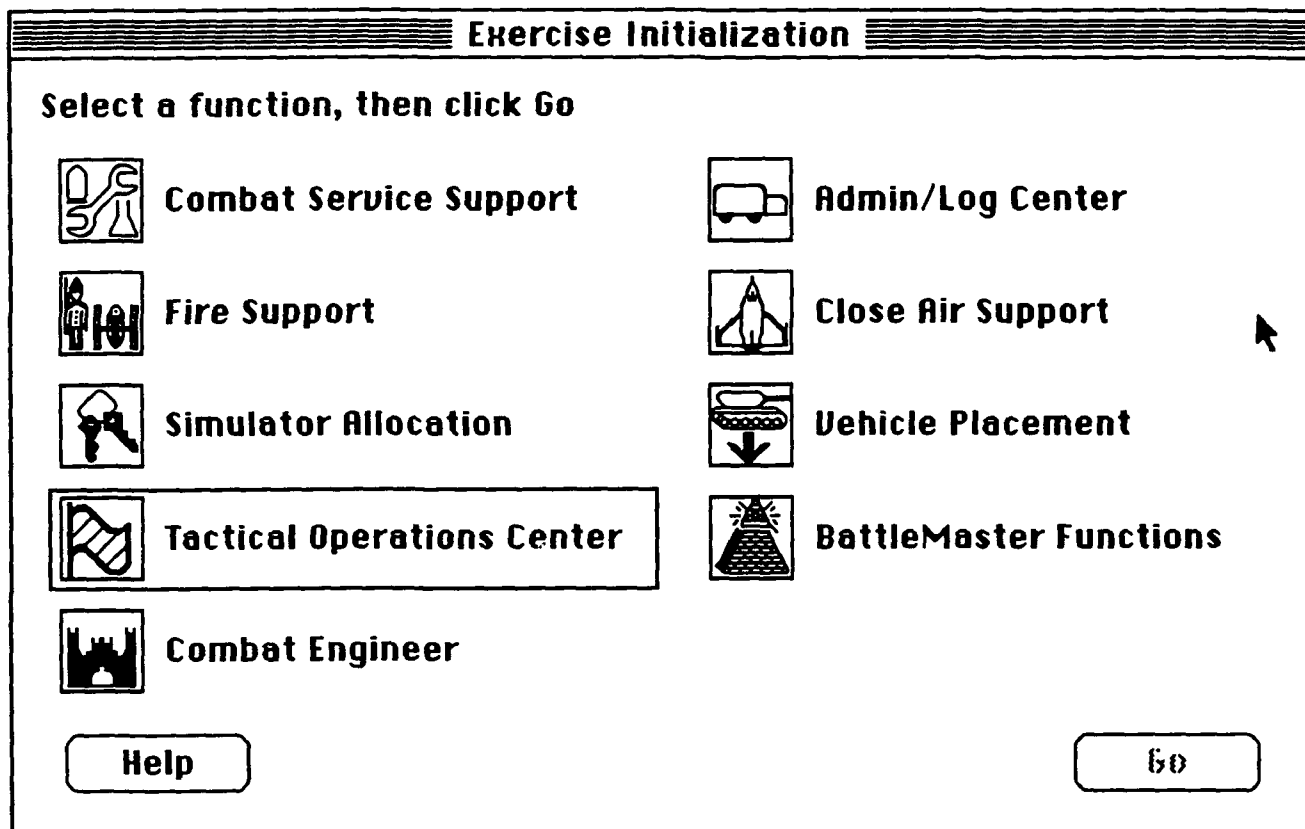 Exercise Initialization
Select a function, then click Go
Combat Service Support
Admin/Log Center
Fire Support
Close Air Support
Simulator Allocation
Vehicle Placement
Tactical Operations Center
BattleMaster Functions
Combat Engineer
Help
Go